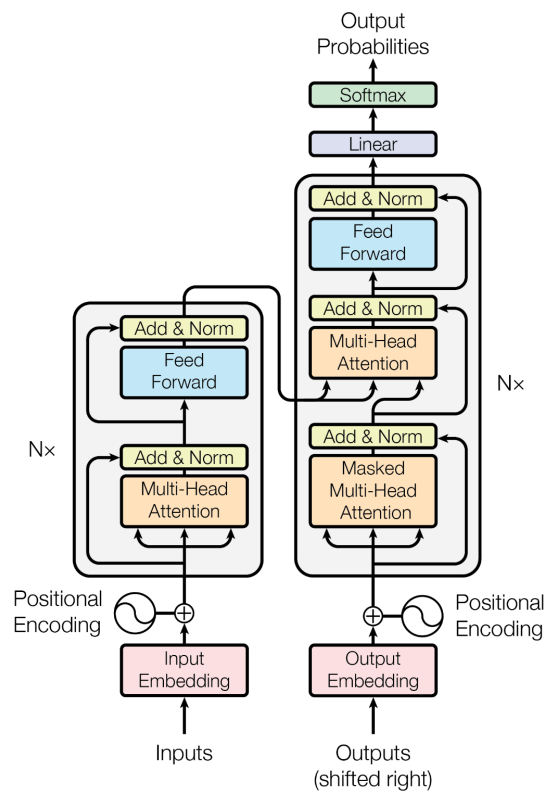 Output
Probabilities
Softmax
Linear
Add & Norm
Feed
Forward
Add & Norm
Multi-Head
Attention
Add & Norm
Masked
Multi-Head
Attention
N×
Add & Norm
Feed
Forward
Add & Norm
Multi-Head
Attention
N×
Positional
Encoding
Positional
Encoding
Input
Embedding
Output
Embedding
Inputs
Outputs
(shifted right)